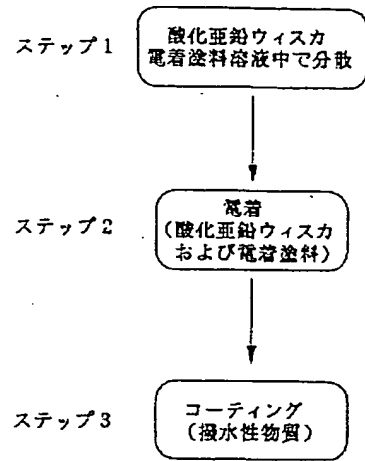 ステップ1
酸化亜鉛ウィスカ
電着塗料溶液中で分散
ステップ2
電着
(酸化亜鉛ウィスカ
および電着塗料)
ステップ3
コーティング
(撥水性物質)